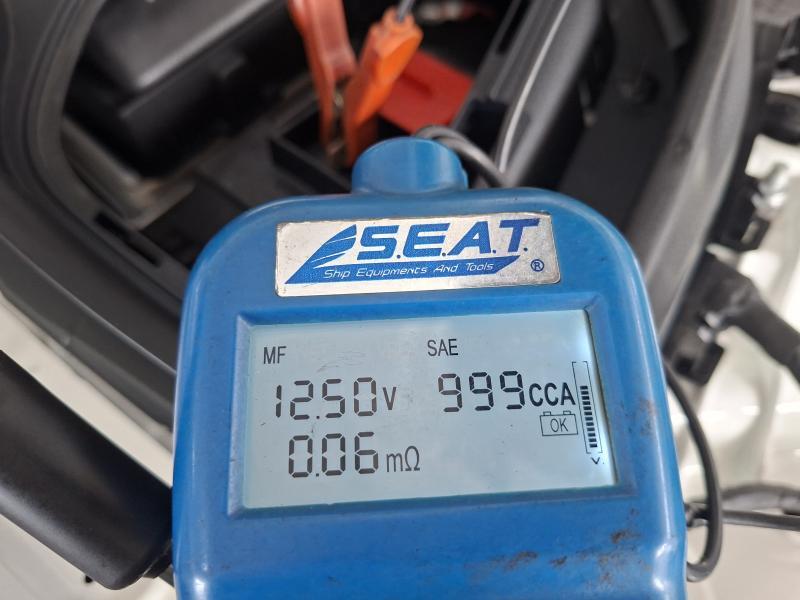 S.E.A.T.
Ship Equipments And Tools ®
MF SAE
12.50V 999CCA
OK
0.06mΩ